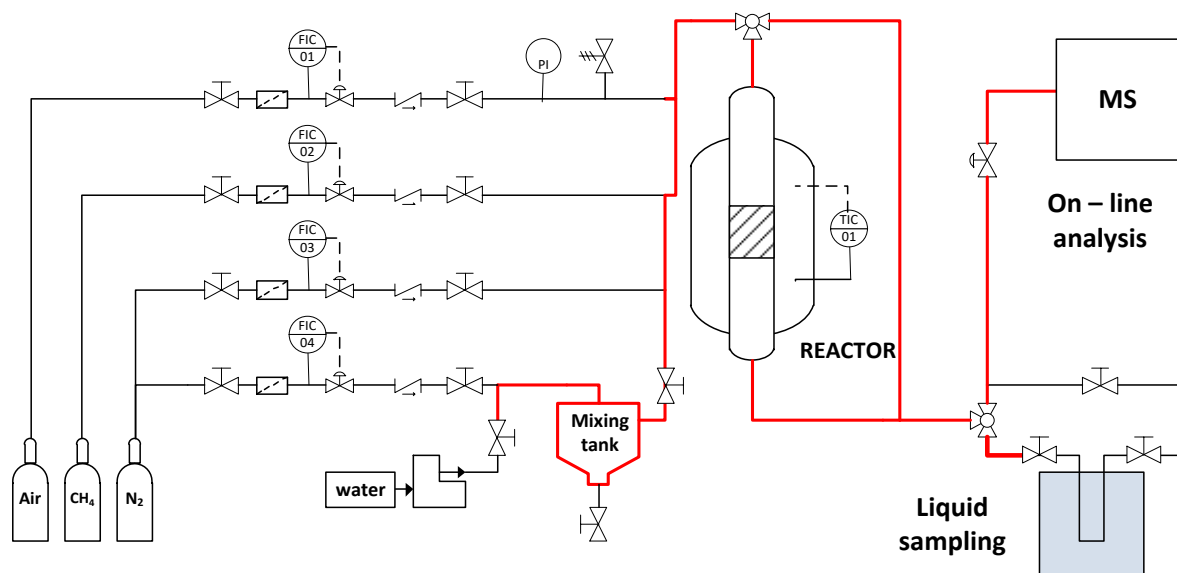 FIC
01
PI
FIC
02
FIC
03
FIC
04
TIC
01
REACTOR
MS
On – line
analysis
Mixing
tank
water
Air
CH₄
N₂
Liquid
sampling